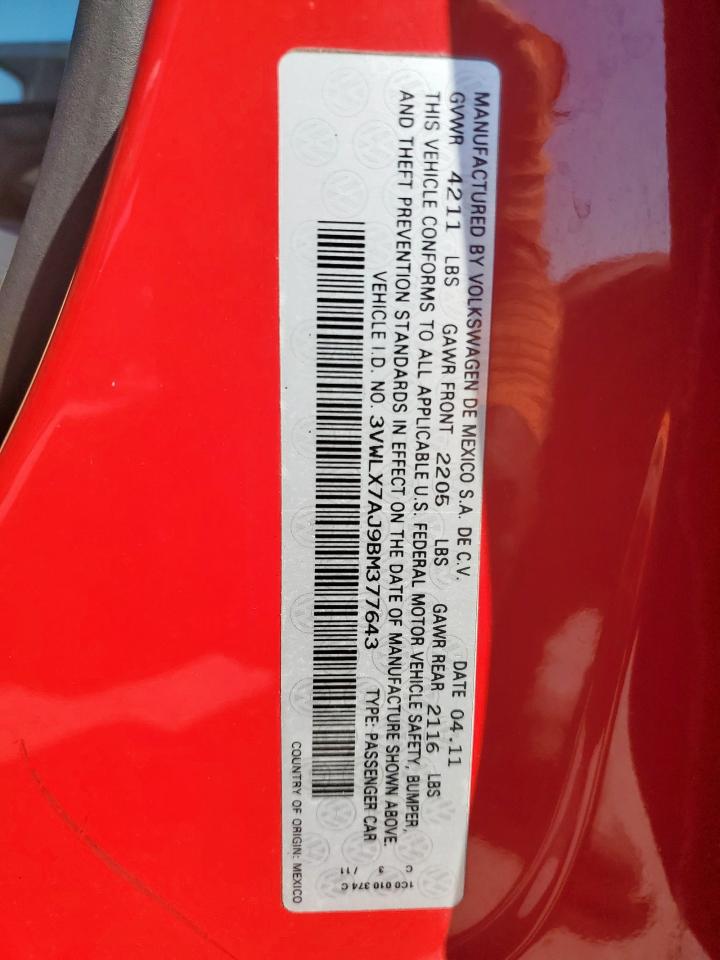 MANUFACTURED BY VOLKSWAGEN DE MEXICO S.A. DE C.V. DATE 04.11
GVWR 4211 LBS GAWR FRONT 2205 LBS GAWR REAR 2116 LBS
THIS VEHICLE CONFORMS TO ALL APPLICABLE U.S. FEDERAL MOTOR VEHICLE SAFETY, BUMPER,
AND THEFT PREVENTION STANDARDS IN EFFECT ON THE DATE OF MANUFACTURE SHOWN ABOVE.
VEHICLE I.D. NO. 3VWLX7AJ9BM377643 TYPE: PASSENGER CAR
COUNTRY OF ORIGIN: MEXICO
1C0 010 374 C
/11